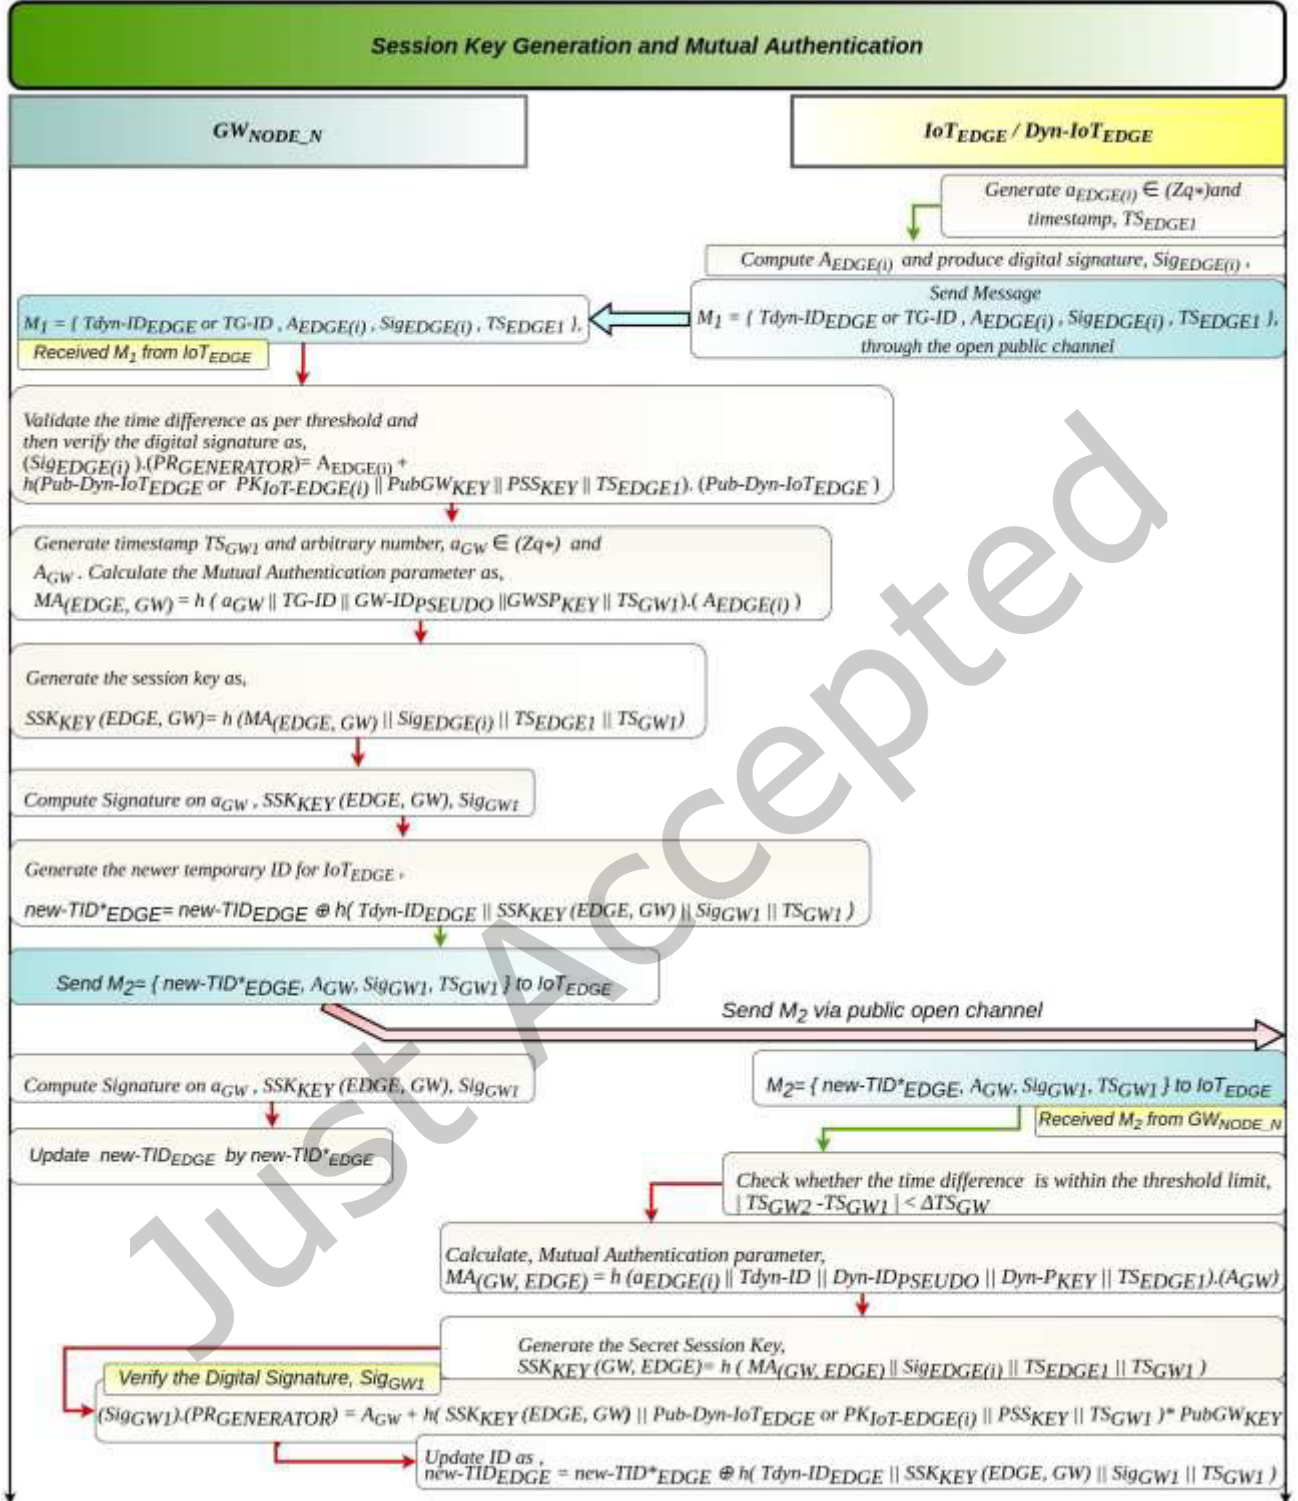 Session Key Generation and Mutual Authentication
GWNODE_N
IoTEDGE / Dyn-IoTEDGE
Generate aEDGE(i) ∈ (Zq*)and
timestamp, TSEDGE1
Compute AEDGE(i) and produce digital signature, SigEDGE(i) ,
Send Message
M1 = { Tdyn-IDEDGE or TG-ID , AEDGE(i) , SigEDGE(i) , TSEDGE1 },
through the open public channel
M1 = { Tdyn-IDEDGE or TG-ID , AEDGE(i) , SigEDGE(i) , TSEDGE1 },
Received M1 from IoTEDGE
Validate the time difference as per threshold and
then verify the digital signature as,
(SigEDGE(i) ).(PRGENERATOR)= AEDGE(i) +
h(Pub-Dyn-IoTEDGE or PKIoT-EDGE(i) || PubGWKEY || PSSKEY || TSEDGE1). (Pub-Dyn-IoTEDGE )
Generate timestamp TSGW1 and arbitrary number, aGW ∈ (Zq*) and
AGW . Calculate the Mutual Authentication parameter as,
MA(EDGE, GW) = h ( aGW || TG-ID || GW-IDPSEUDO ||GWSPKEY || TSGW1).( AEDGE(i) )
Generate the session key as,
SSKKEY (EDGE, GW)= h (MA(EDGE, GW) || SigEDGE(i) || TSEDGE1 || TSGW1)
Compute Signature on aGW , SSKKEY (EDGE, GW), SigGW1
Generate the newer temporary ID for IoTEDGE ,
new-TID*EDGE= new-TIDEDGE ⊕ h( Tdyn-IDEDGE || SSKKEY (EDGE, GW) || SigGW1 || TSGW1 )
Send M2= { new-TID*EDGE, AGW, SigGW1, TSGW1 } to IoTEDGE
Send M2 via public open channel
Compute Signature on aGW , SSKKEY (EDGE, GW), SigGW1
M2= { new-TID*EDGE, AGW, SigGW1, TSGW1 } to IoTEDGE
Received M2 from GWNODE_N
Update new-TIDEDGE by new-TID*EDGE
Check whether the time difference is within the threshold limit,
| TSGW2 -TSGW1 | < ΔTSGW
Calculate, Mutual Authentication parameter,
MA(GW, EDGE) = h (aEDGE(i) || Tdyn-ID || Dyn-IDPSEUDO || Dyn-PKEY || TSEDGE1).(AGW)
Generate the Secret Session Key,
SSKKEY (GW, EDGE)= h ( MA(GW, EDGE) || SigEDGE(i) || TSEDGE1 || TSGW1 )
Verify the Digital Signature, SigGW1
(SigGW1).(PRGENERATOR) = AGW + h( SSKKEY (EDGE, GW) || Pub-Dyn-IoTEDGE or PKIoT-EDGE(i) || PSSKEY || TSGW1 )* PubGWKEY
Update ID as ,
new-TIDEDGE = new-TID*EDGE ⊕ h( Tdyn-IDEDGE || SSKKEY (EDGE, GW) || SigGW1 || TSGW1 )
Just Accepted